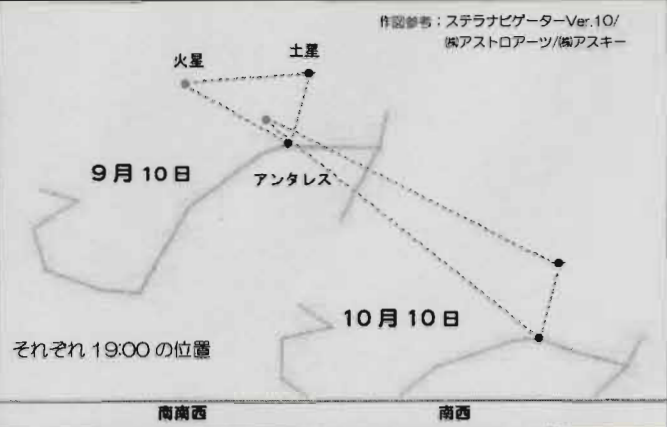 作図参考：ステラナビゲーターVer.10/
㈱アストロアーツ/㈱アスキー
火星
土星
9月10日
アンタレス
10月10日
それぞれ19:00の位置
南南西
南西